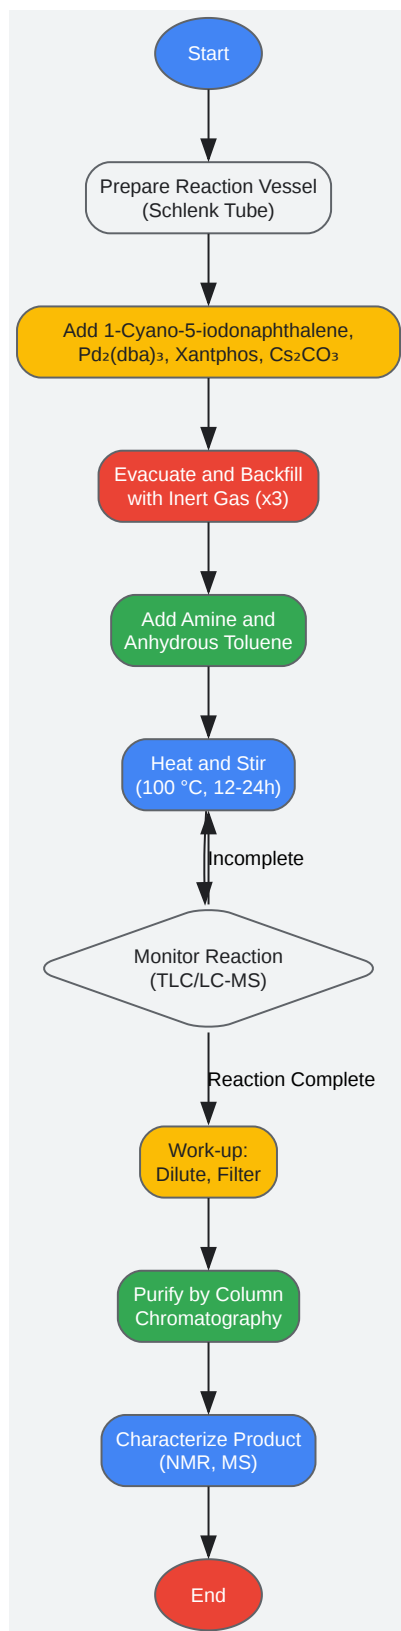 Start
Prepare Reaction Vessel
(Schlenk Tube)
Add 1-Cyano-5-iodonaphthalene,
Pd₂(dba)₃, Xantphos, Cs₂CO₃
Evacuate and Backfill
with Inert Gas (x3)
Add Amine and
Anhydrous Toluene
Heat and Stir
(100 °C, 12-24h)
Incomplete
Monitor Reaction
(TLC/LC-MS)
Reaction Complete
Work-up:
Dilute, Filter
Purify by Column
Chromatography
Characterize Product
(NMR, MS)
End